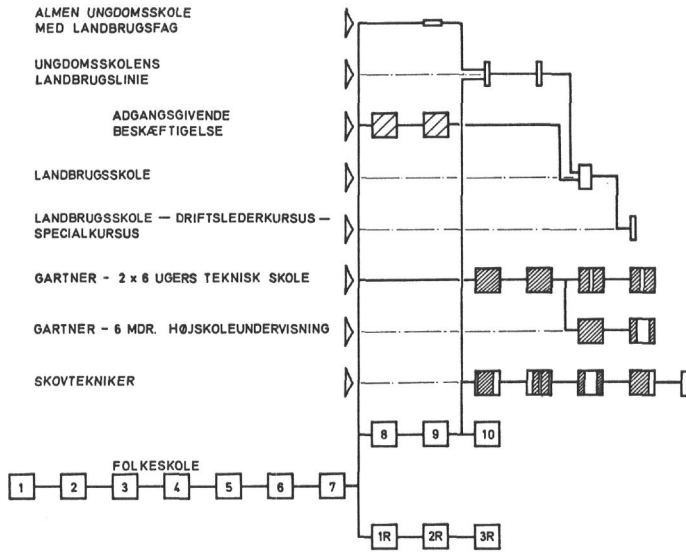 ALMEN UNGDOMSSKOLE
MED LANDBRUGSFAG
UNGDOMSSKOLENS
LANDBRUGSLINIE
ADGANGSGIVENDE
BESKÆFTIGELSE
LANDBRUGSSKOLE
LANDBRUGSSKOLE — DRIFTSLEDERKURSUS —
SPECIALKURSUS
GARTNER - 2 x 6 UGERS TEKNISK SKOLE
GARTNER - 6 MDR. HØJSKOLEUNDERVISNING
SKOVTEKNIKER
8 9 10
FOLKESKOLE
1 2 3 4 5 6 7
1R 2R 3R